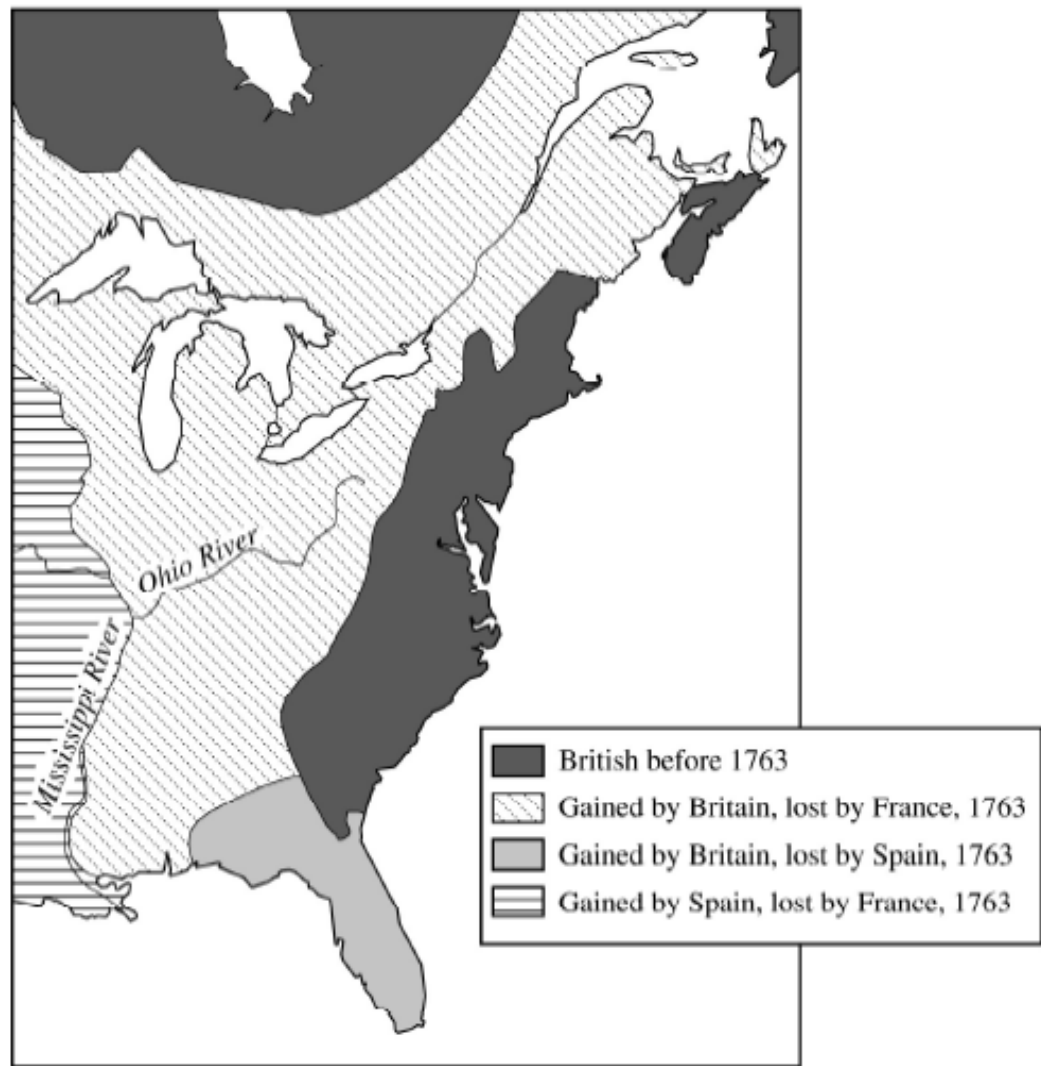 Ohio River
Mississippi River
British before 1763
Gained by Britain, lost by France, 1763
Gained by Britain, lost by Spain, 1763
Gained by Spain, lost by France, 1763